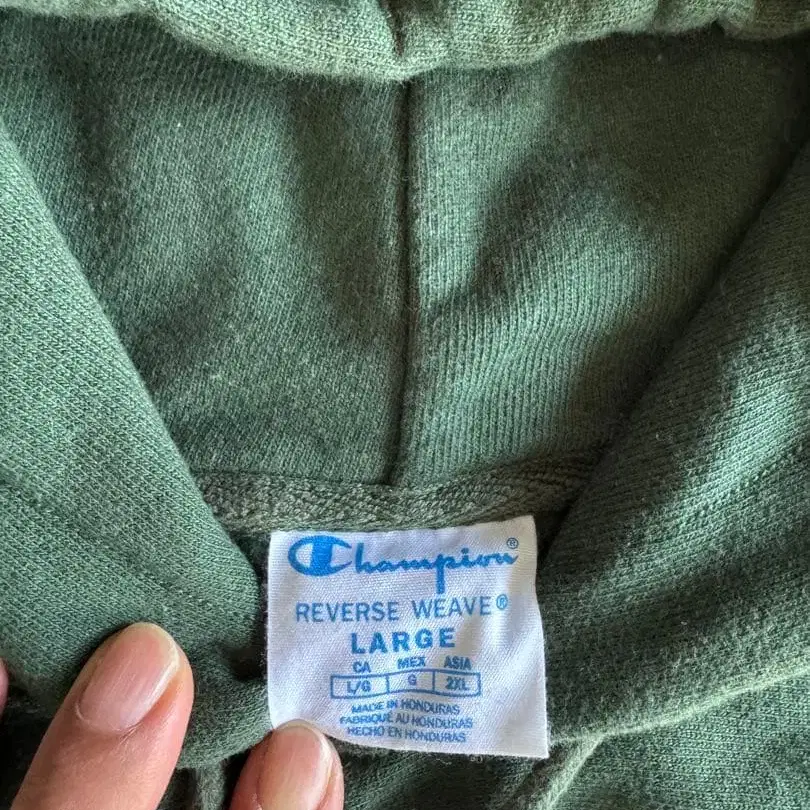 Champion®
REVERSE WEAVE®
LARGE
CA MEX ASIA
L/G G 2XL
MADE IN HONDURAS
FABRIQUÉ AU HONDURAS
HECHO EN HONDURAS